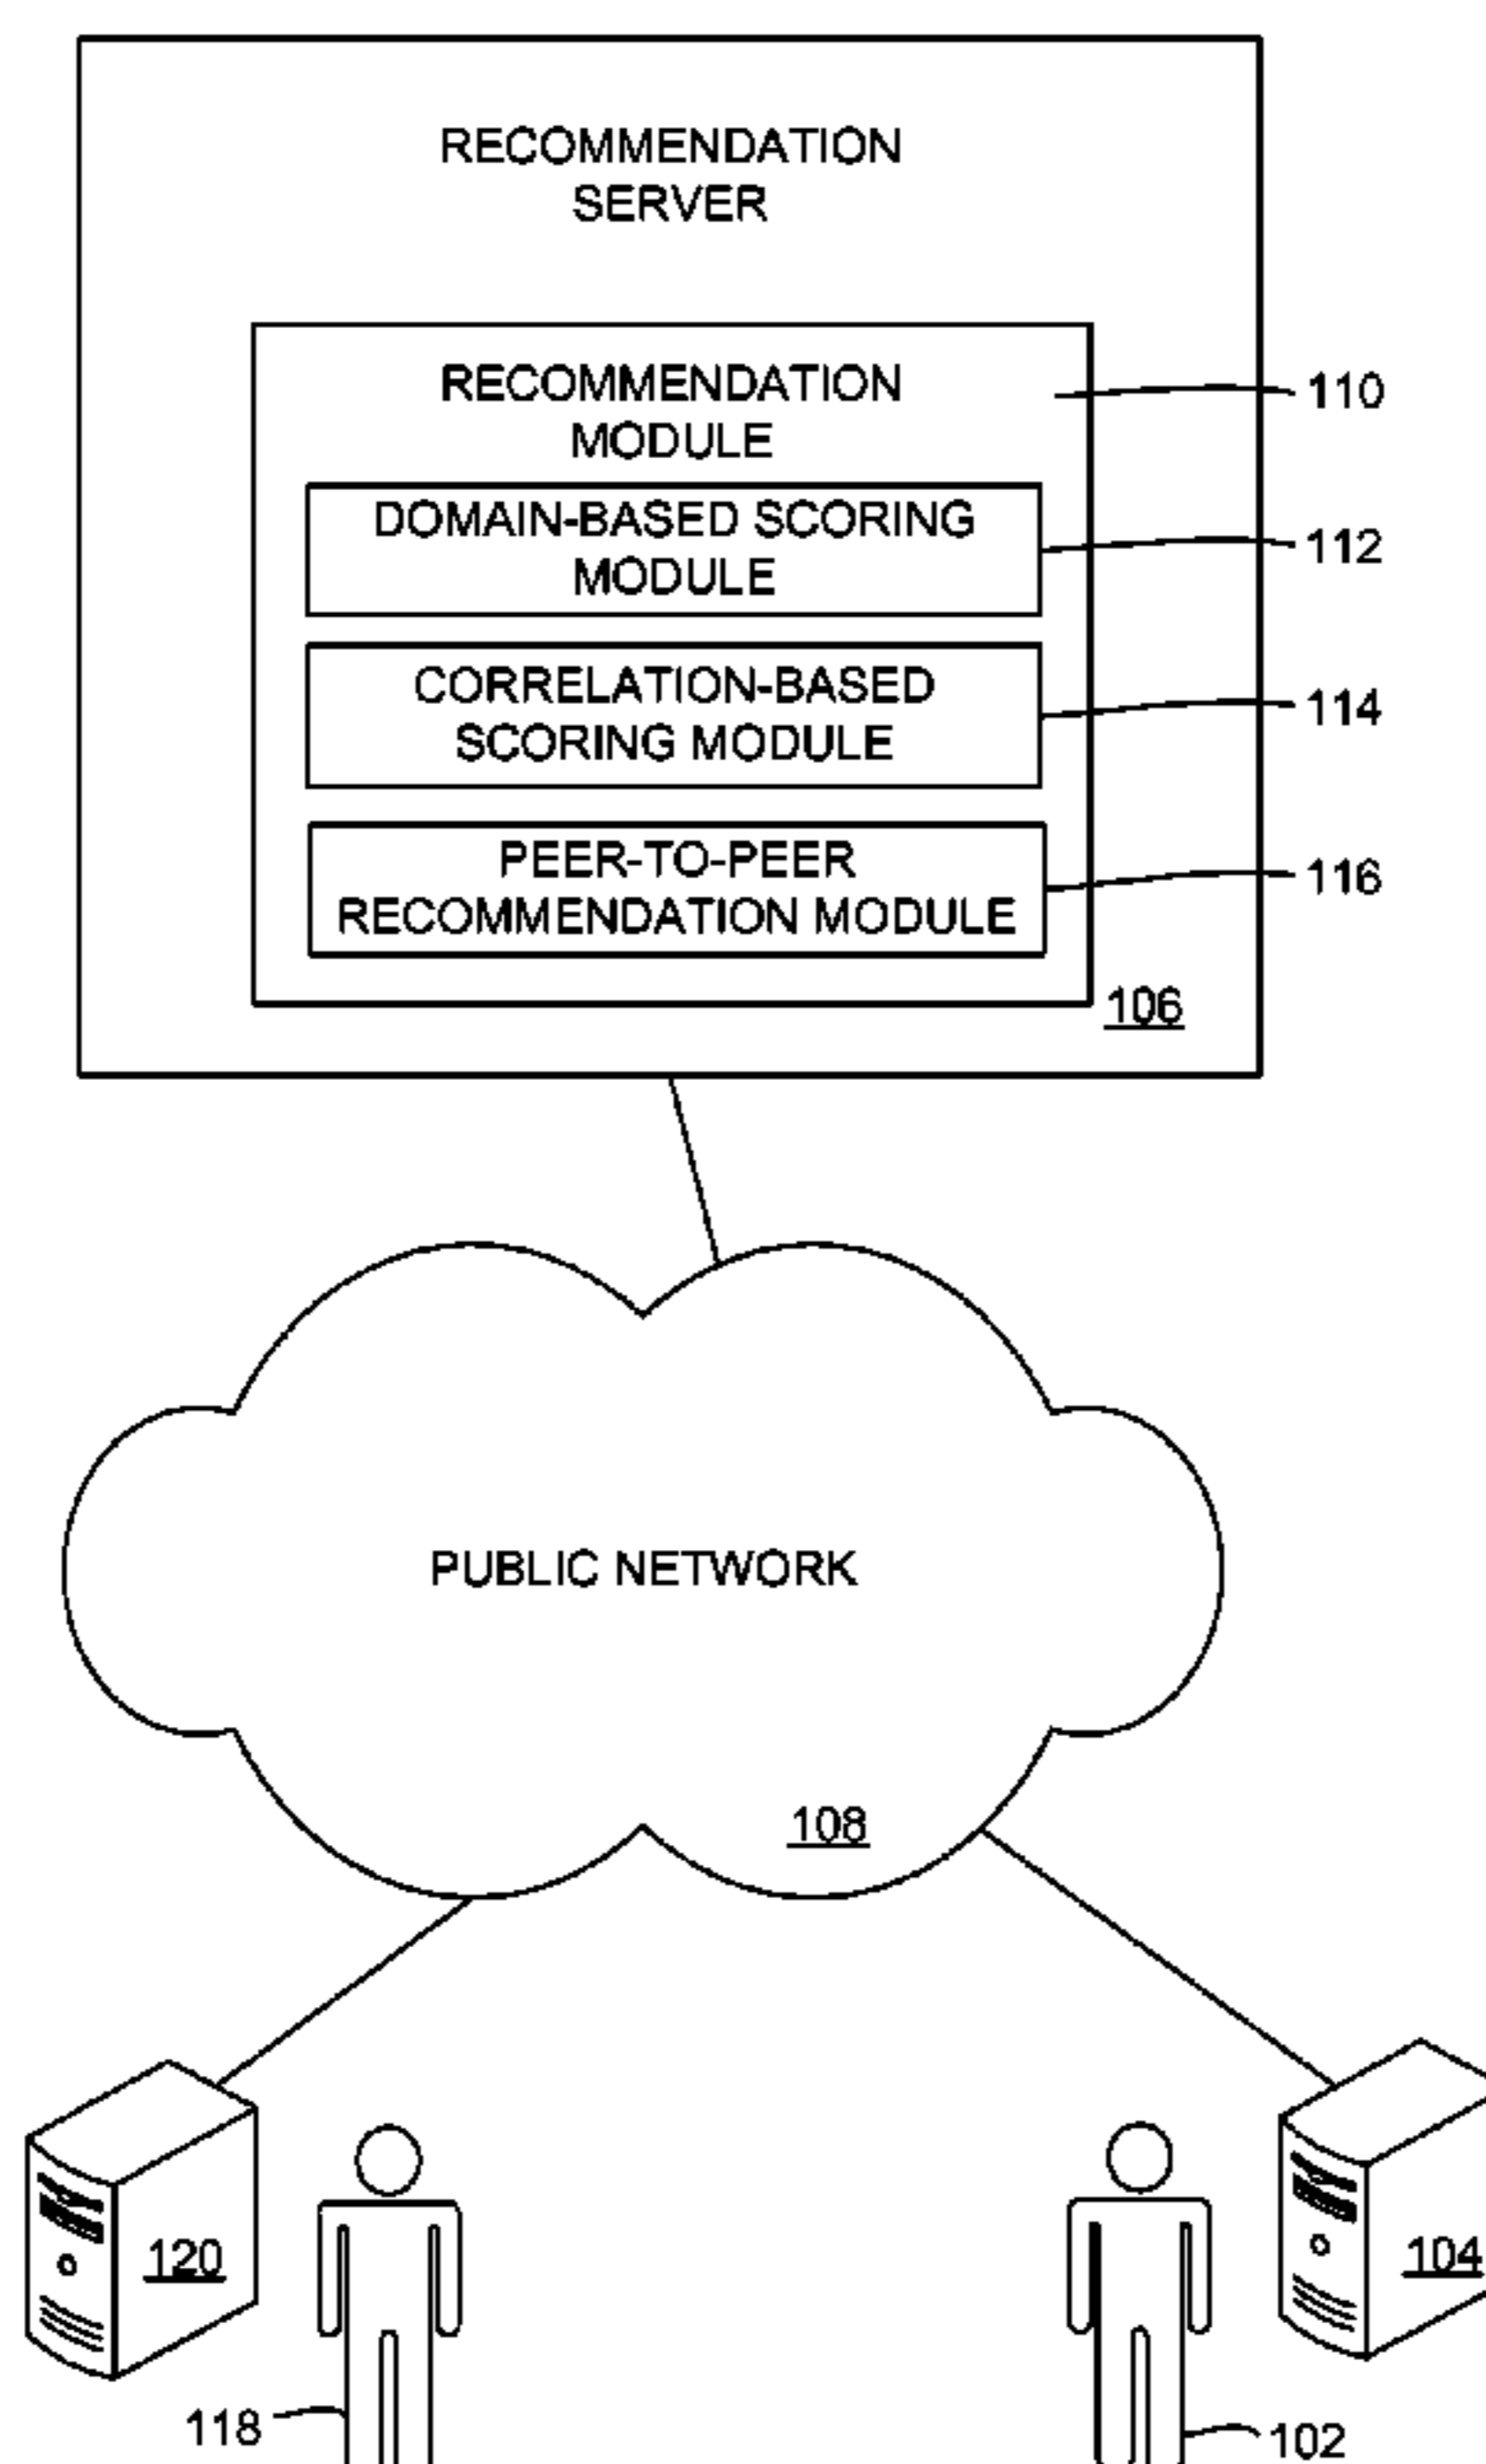 RECOMMENDATION
SERVER
RECOMMENDATION
MODULE
110
DOMAIN-BASED SCORING
MODULE
112
CORRELATION-BASED
SCORING MODULE
114
PEER-TO-PEER
RECOMMENDATION MODULE
116
106
PUBLIC NETWORK
108
120
104
118
102